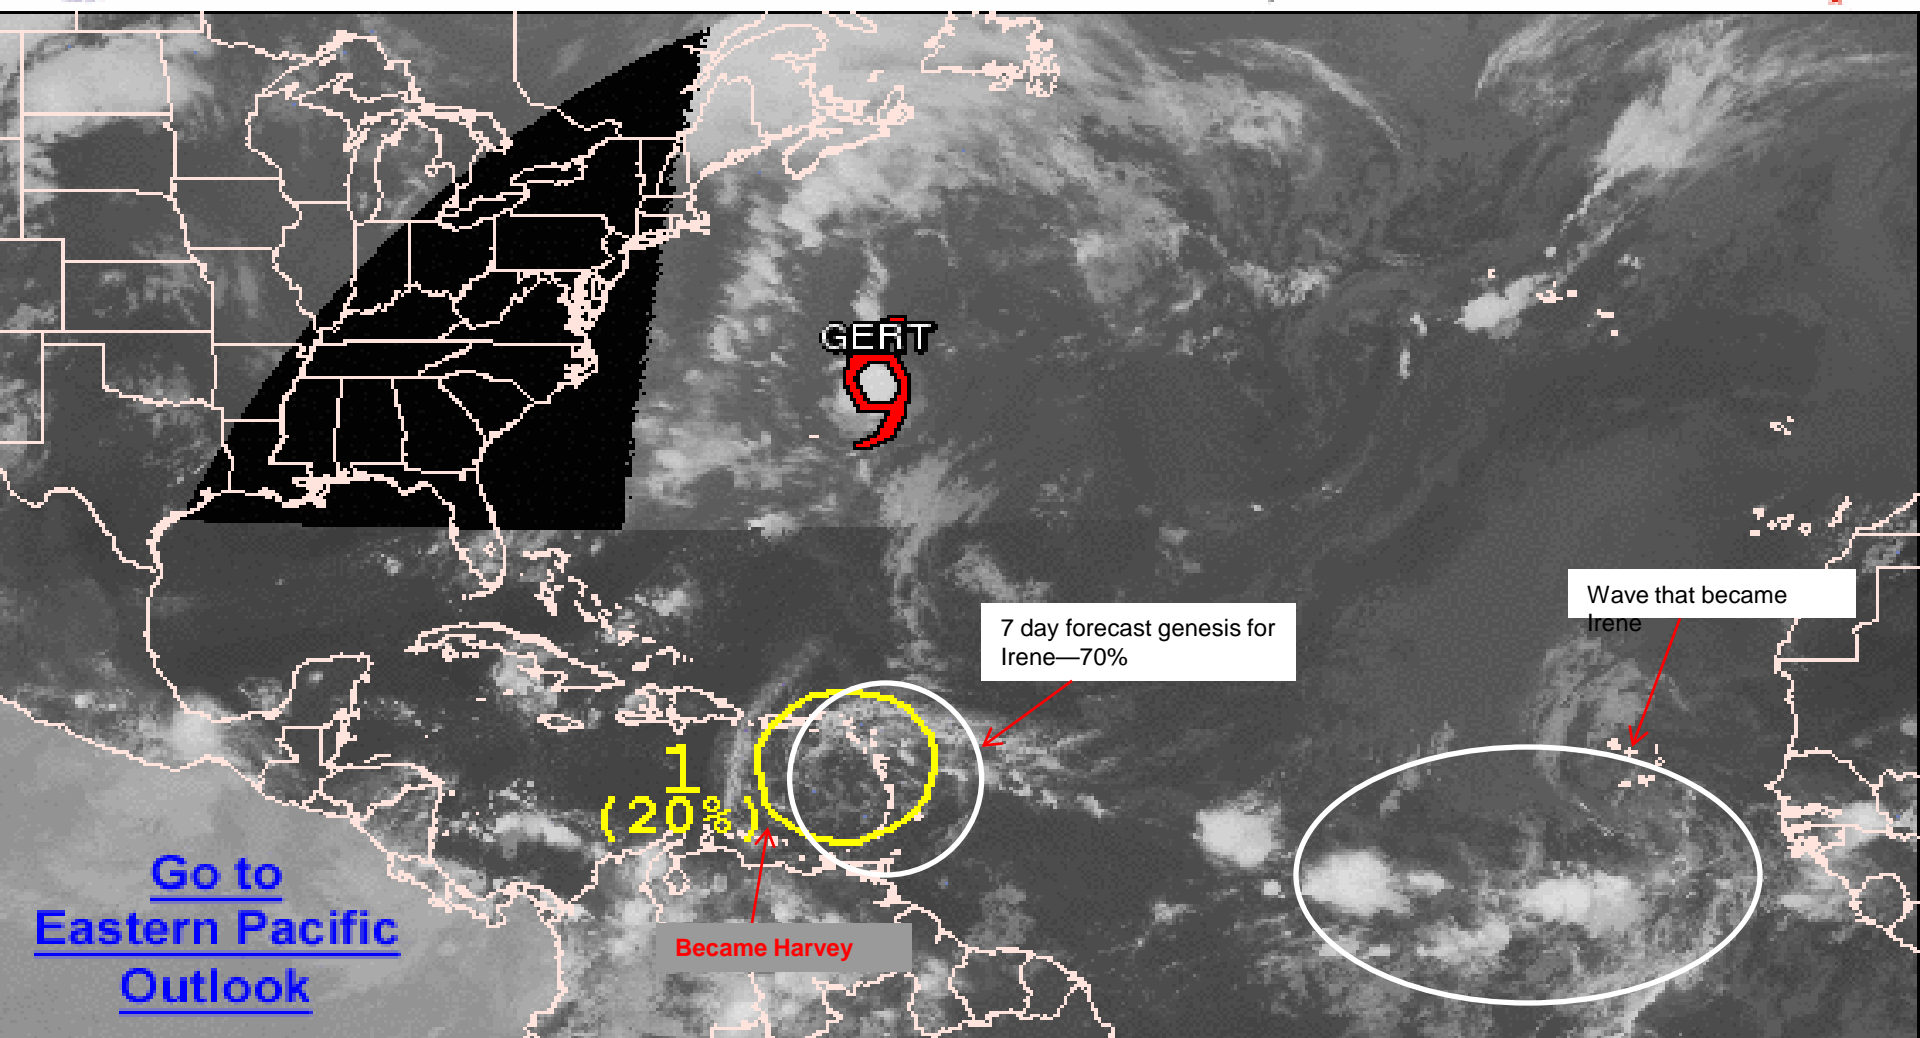 GERT
Wave that became
Irene
7 day forecast genesis for
Irene—70%
1
(20%)
Go to
Eastern Pacific
Outlook
Became Harvey